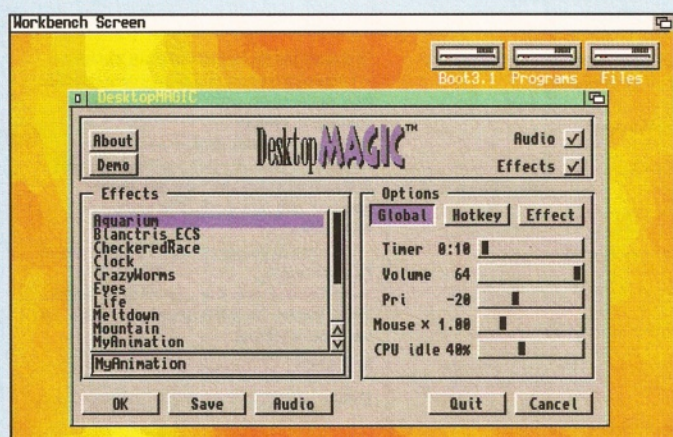 Workbench Screen
Boot3.1 Programs Files
DesktopMAGIC
About
Demo
DesktopMAGIC™
Audio
Effects
Effects
Aquarium
Blanctris_ECS
CheckeredRace
Clock
CrazyWorms
Eyes
Life
Meltdown
Mountain
MyAnimation
MyAnimation
Options
Global Hotkey Effect
Timer 0:10
Volume 64
Pri -20
Mouse × 1.00
CPU idle 40%
OK Save Audio Quit Cancel